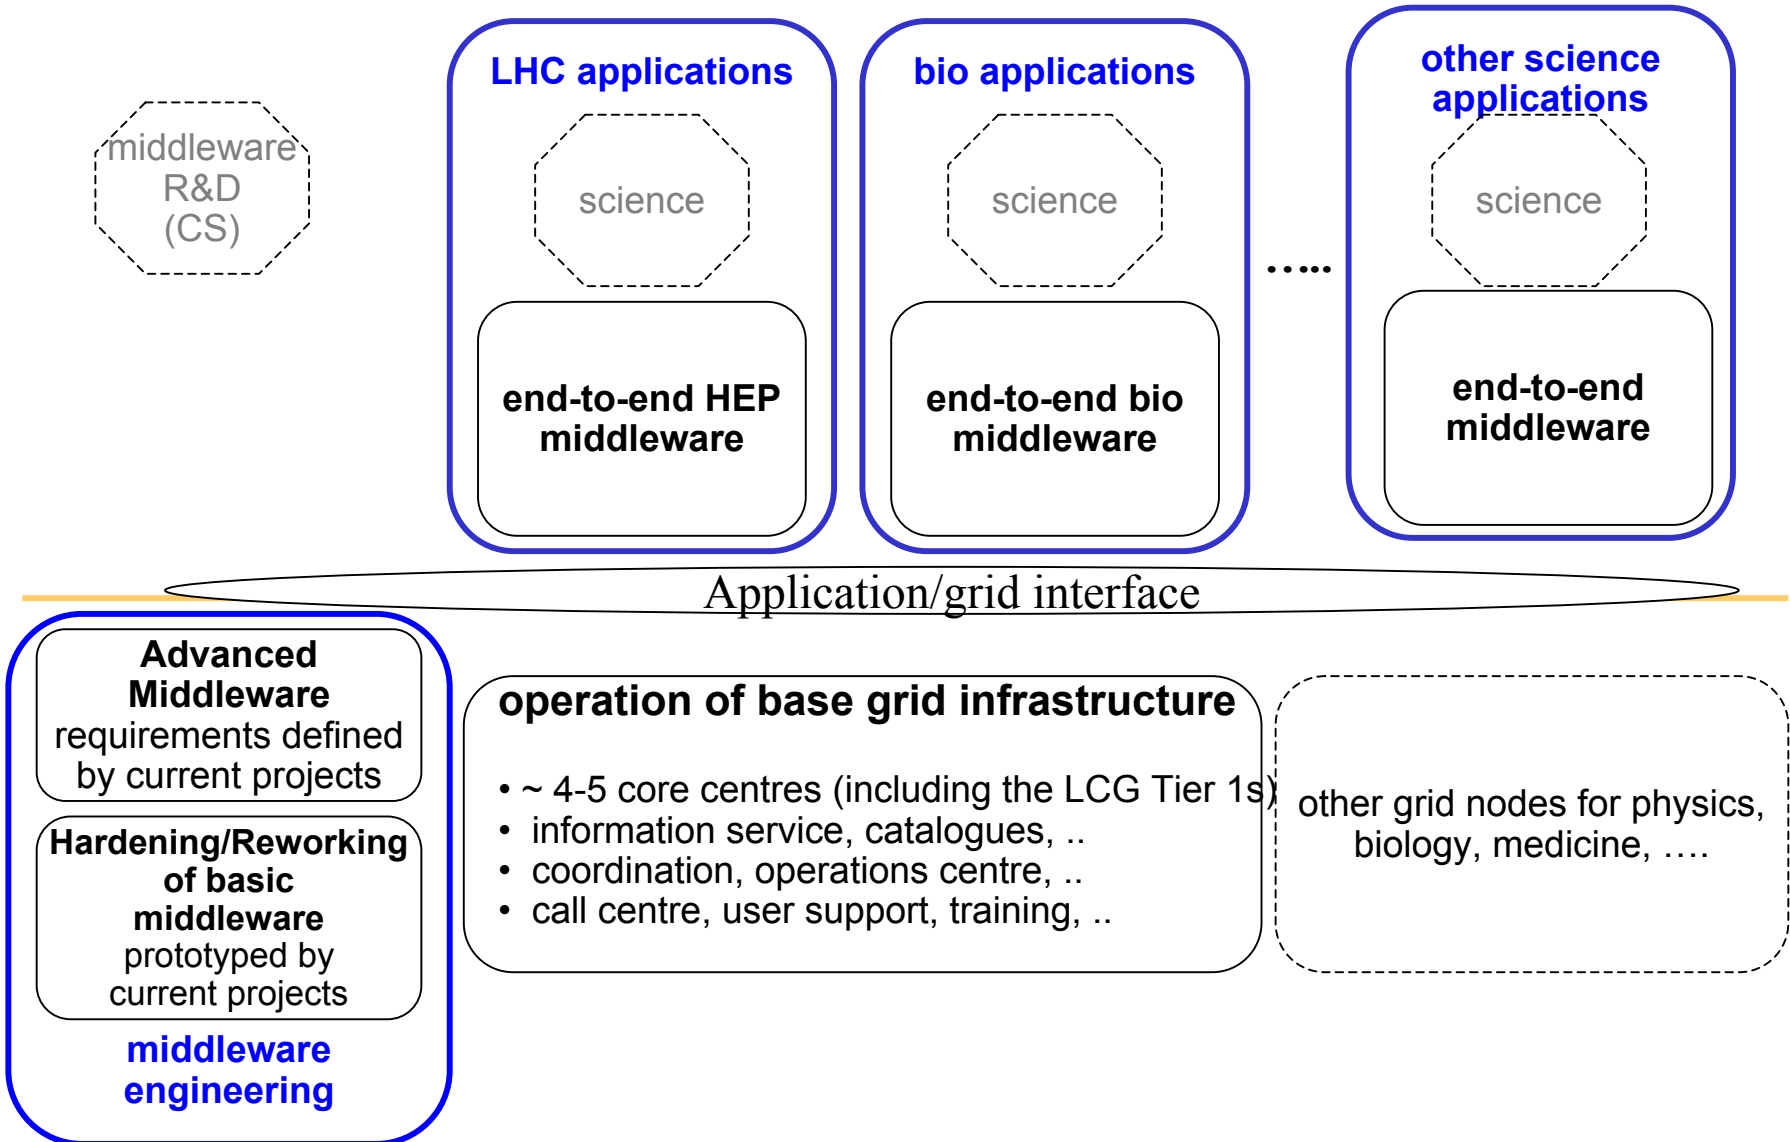 LHC applications
bio applications
other science
applications
middleware
R&D
(CS)
science
science
science
…..
end-to-end HEP
middleware
end-to-end bio
middleware
end-to-end
middleware
Application/grid interface
Advanced
Middleware
requirements defined
by current projects
Hardening/Reworking
of basic
middleware
prototyped by
current projects
middleware
engineering
operation of base grid infrastructure
• ~ 4-5 core centres (including the LCG Tier 1s)
• information service, catalogues, ..
• coordination, operations centre, ..
• call centre, user support, training, ..
other grid nodes for physics,
biology, medicine, ….